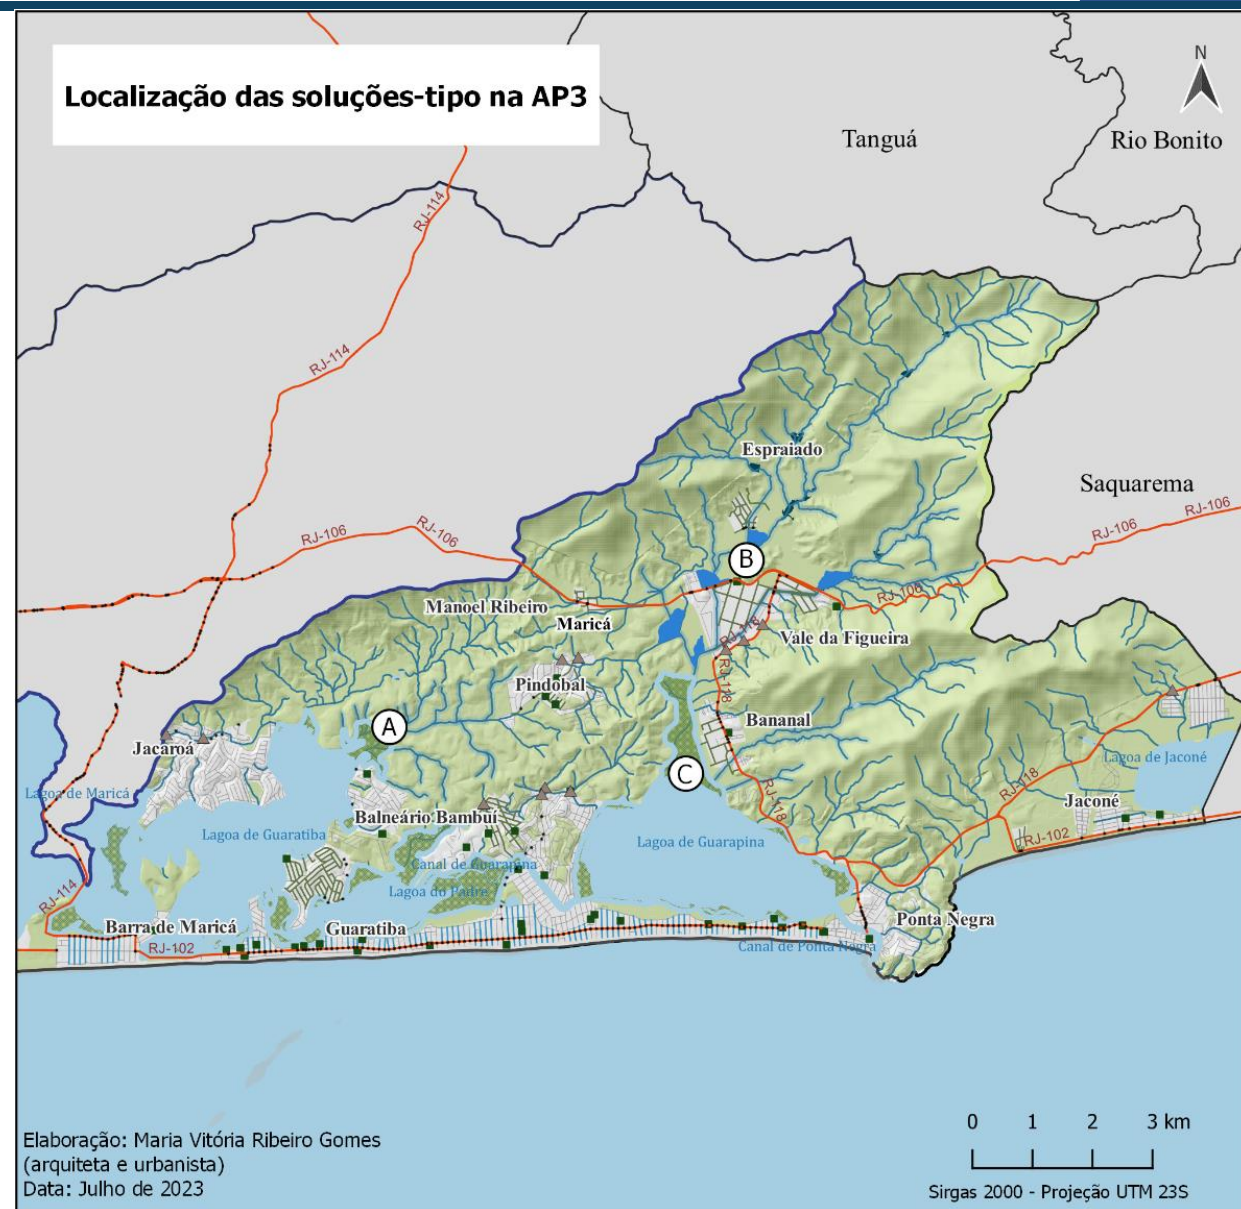 Localização das soluções-tipo na AP3
N
Tanguá
Rio Bonito
RJ-114
RJ-114
Espraiado
Saquarema
RJ-106
RJ-106
RJ-106
RJ-106
B
RJ-106
Manoel Ribeiro
Maricá
RJ-118
Vale da Figueira
RJ-118
Pindobal
A
Bananal
Jacaroá
C
Lagoa de Jaconé
RJ-118
Lagoa de Maricá
RJ-118
Jaconé
Balneário Bambuí
Lagoa de Guaratiba
RJ-102
Lagoa de Guarapina
Canal de Guarapina
Lagoa do Padre
RJ-114
Barra de Maricá
Guaratiba
Ponta Negra
RJ-102
Canal de Ponta Negra
0 1 2 3 km
Elaboração: Maria Vitória Ribeiro Gomes
(arquiteta e urbanista)
Data: Julho de 2023
Sirgas 2000 - Projeção UTM 23S